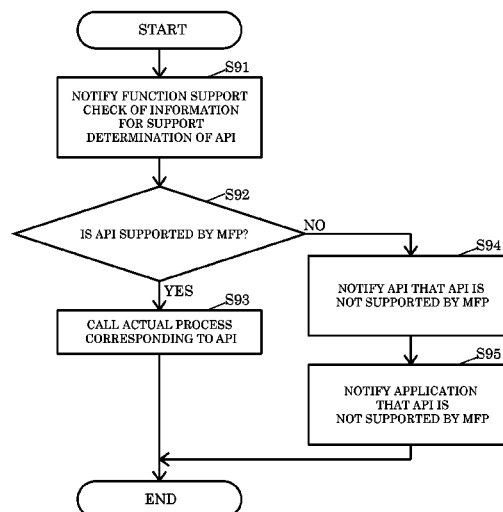 START
S91
NOTIFY FUNCTION SUPPORT
CHECK OF INFORMATION
FOR SUPPORT
DETERMINATION OF API
S92
IS API SUPPORTED BY MFP?
NO
YES
S93
CALL ACTUAL PROCESS
CORRESPONDING TO API
S94
NOTIFY API THAT API IS
NOT SUPPORTED BY MFP
S95
NOTIFY APPLICATION
THAT API IS
NOT SUPPORTED BY MFP
END